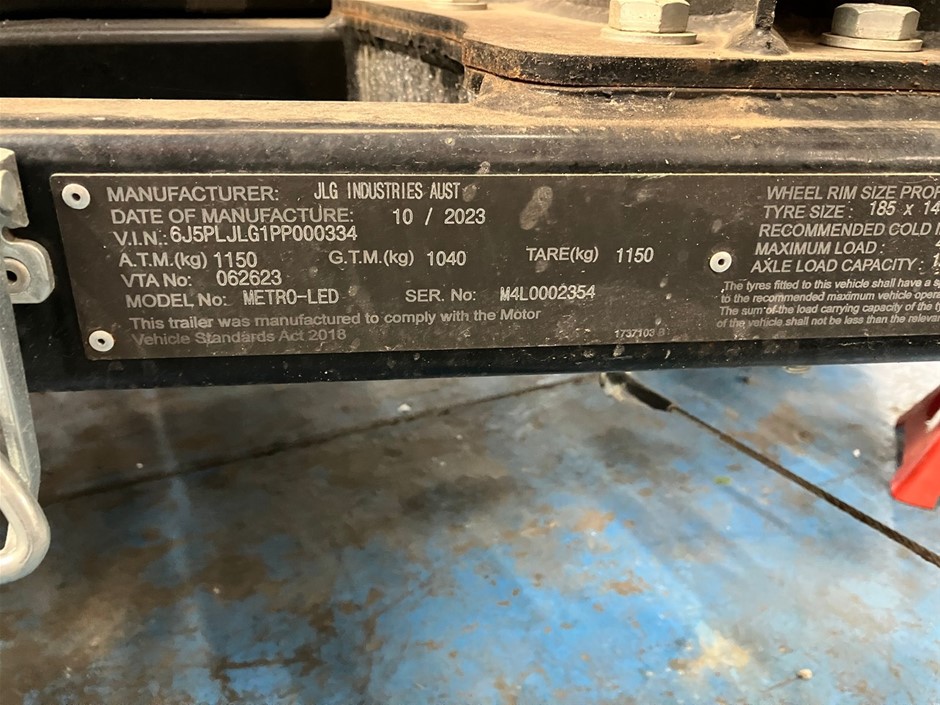 MANUFACTURER: JLG INDUSTRIES AUST
DATE OF MANUFACTURE: 10 / 2023
V.I.N.: 6J5PLJLG1PP000334
A.T.M.(kg) 1150 G.T.M.(kg) 1040 TARE(kg) 1150
VTA No: 062623
MODEL No: METRO-LED SER. No: M4L0002354
This trailer was manufactured to comply with the Motor
Vehicle Standards Act 2018
1737103
WHEEL RIM SIZE
TYRE SIZE: 185 x 14
RECOMMENDED COLD
MAXIMUM LOAD:
AXLE LOAD CAPACITY:
The tyres fitted to this vehicle shall have a
to the recommended maximum vehicle
The sum of the load carrying capacity of the
of the vehicle shall not be less than the